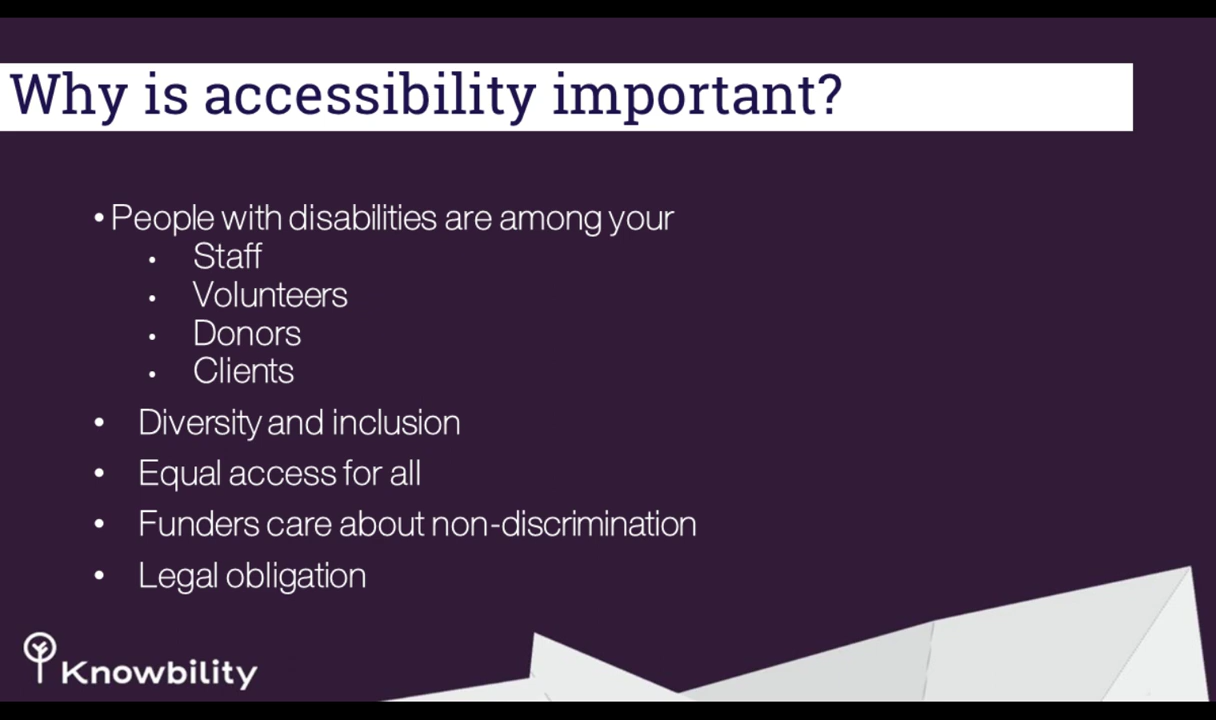 Why is accessibility important?
• People with disabilities are among your
• Staff
• Volunteers
• Donors
• Clients
• Diversity and inclusion
• Equal access for all
• Funders care about non-discrimination
• Legal obligation
Knowbility